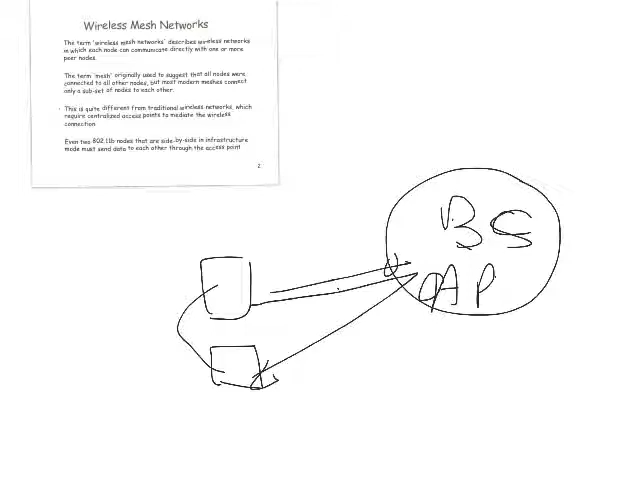 Wireless Mesh Networks
The term 'wireless mesh networks' describes wireless networks
in which each node can communicate directly with one or more
peer nodes.
The term 'mesh' originally used to suggest that all nodes were
connected to all other nodes, but most modern meshes connect
only a sub-set of nodes to each other.
This is quite different from traditional wireless networks, which
require centralized access points to mediate the wireless
connection.
Even two 802.11b nodes that are side-by-side in infrastructure
mode must send data to each other through the access point
2
BS
AP